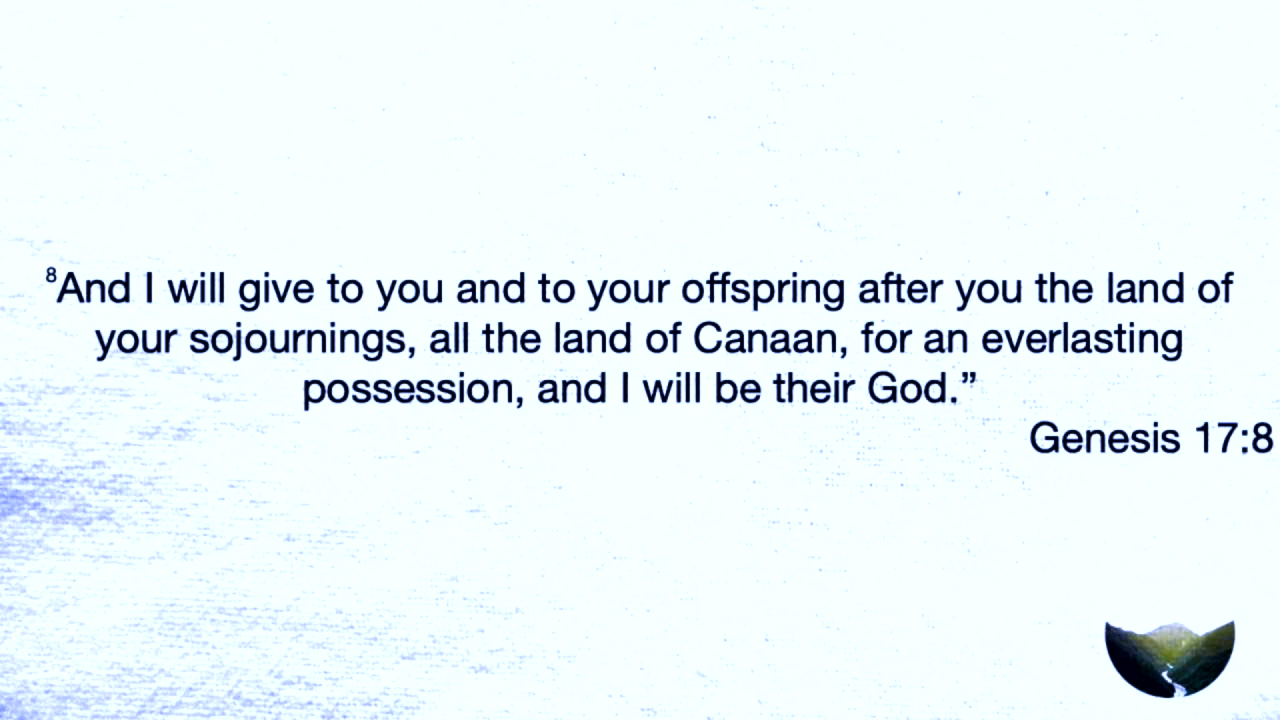 ⁸And I will give to you and to your offspring after you the land of
your sojournings, all the land of Canaan, for an everlasting
possession, and I will be their God.”
Genesis 17:8